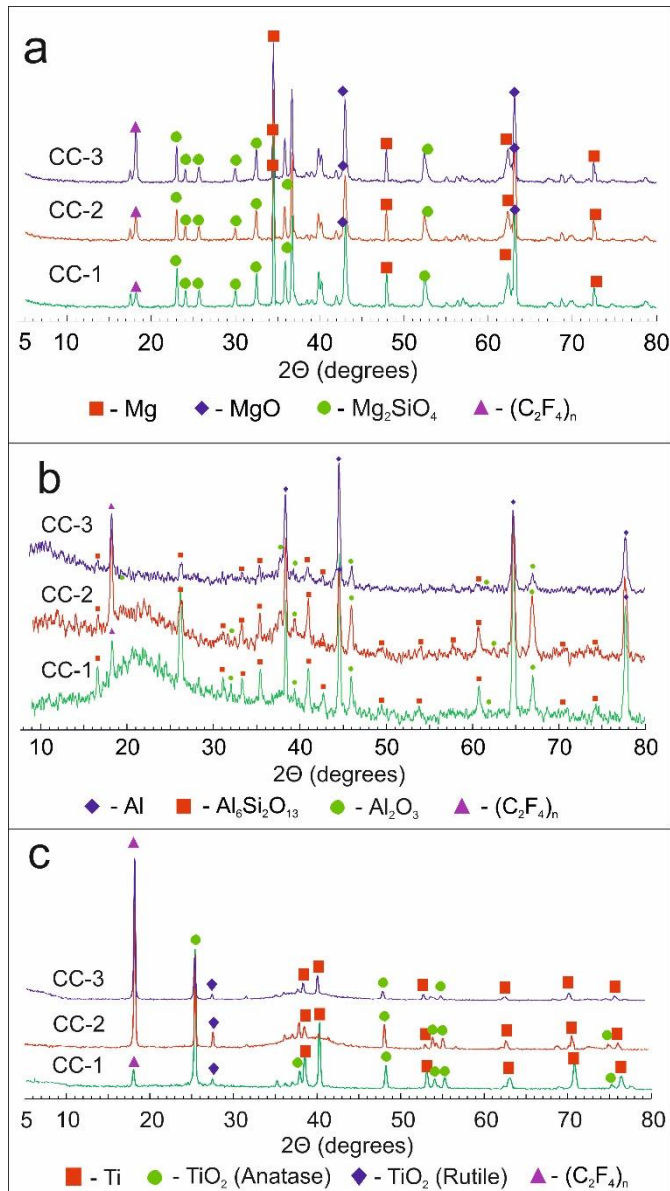 a
CC-3
CC-2
CC-1
5 10 20 30 40 50 60 70 80
2Θ (degrees)
- Mg - MgO - Mg₂SiO₄ - (C₂F₄)ₙ
b
CC-3
CC-2
CC-1
10 20 30 40 50 60 70 80
2Θ (degrees)
- Al - Al₆Si₂O₁₃ - Al₂O₃ - (C₂F₄)ₙ
c
CC-3
CC-2
CC-1
5 10 20 30 40 50 60 70 80
2Θ (degrees)
- Ti - TiO₂ (Anatase) - TiO₂ (Rutile) - (C₂F₄)ₙ